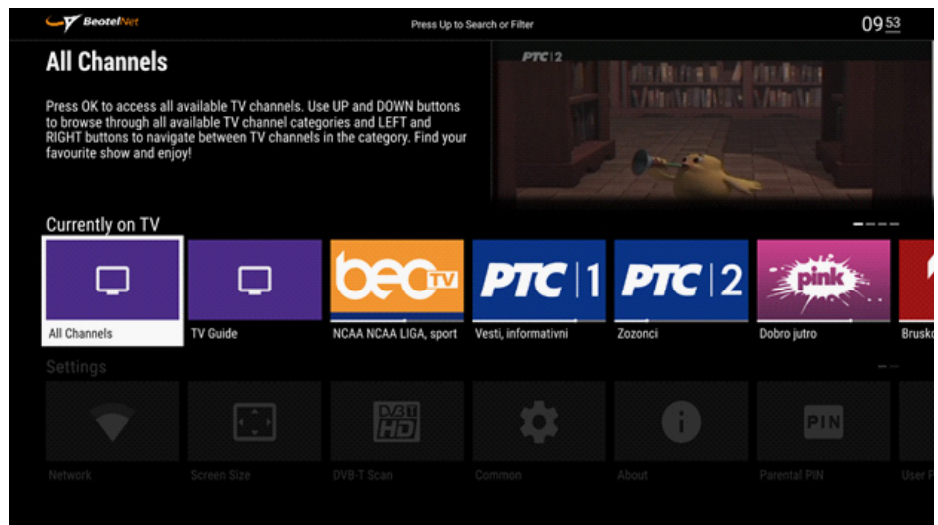 BeotelNet
Press Up to Search or Filter
09 53
All Channels
Press OK to access all available TV channels. Use UP and DOWN buttons
to browse through all available TV channel categories and LEFT and
RIGHT buttons to navigate between TV channels in the category. Find your
favourite show and enjoy!
РТС|2
Currently on TV
beo TV
РТС|1
РТС|2
pink
All Channels
TV Guide
NCAA NCAA LIGA, sport
Vesti, informativni
Zozonci
Dobro jutro
Brusko
Settings
DVB-T
HD
PIN
Network
Screen Size
DVB-T Scan
Common
About
Parental PIN
User